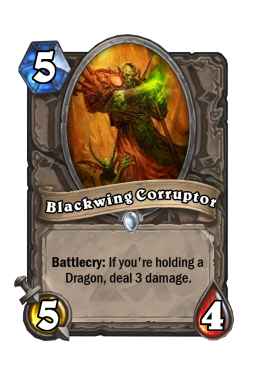 5
Blackwing Corruptor
Battlecry: If you're holding a
Dragon, deal 3 damage.
5
4